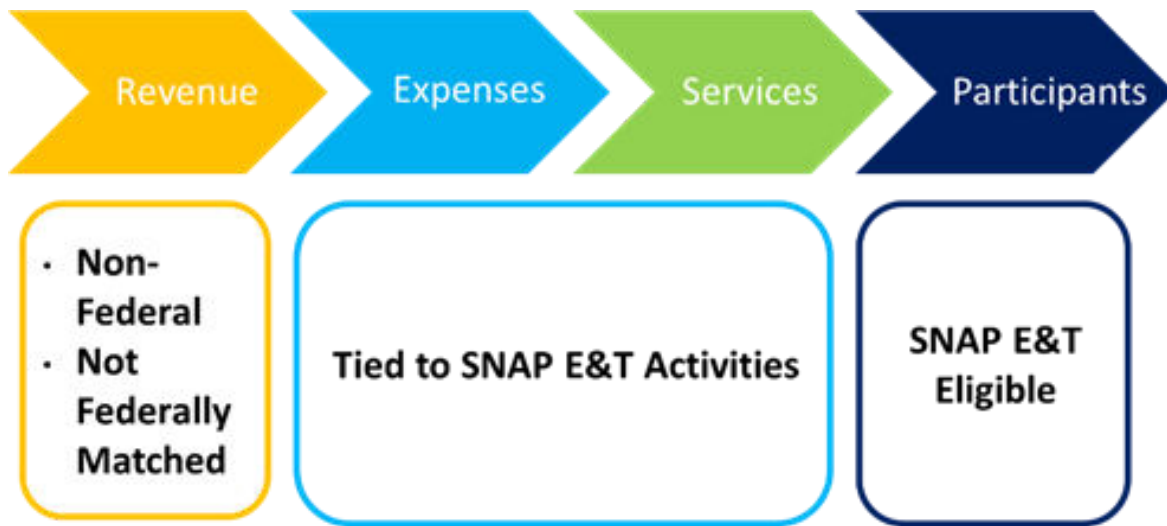 Revenue
Expenses
Services
Participants
· Non-
Federal
· Not
Federally
Matched
Tied to SNAP E&T Activities
SNAP E&T
Eligible